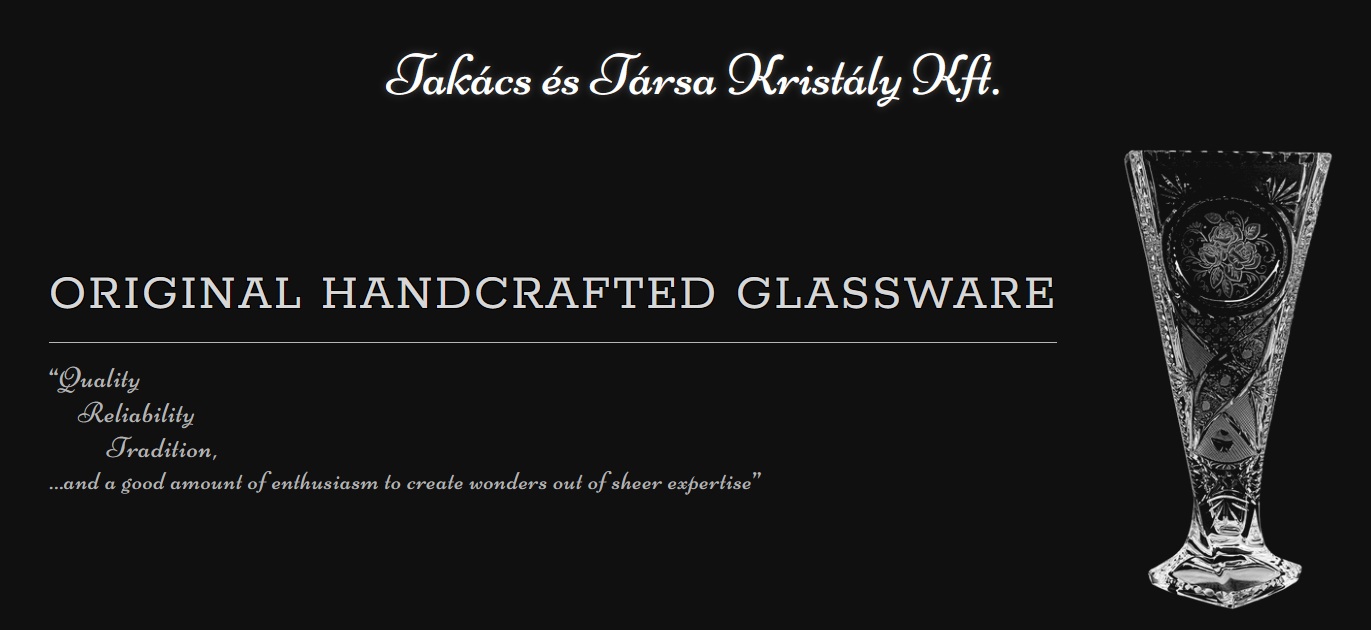 Takács és Társa Kristály Kft.
ORIGINAL HANDCRAFTED GLASSWARE
“Quality
Reliability
Tradition,
...and a good amount of enthusiasm to create wonders out of sheer expertise”